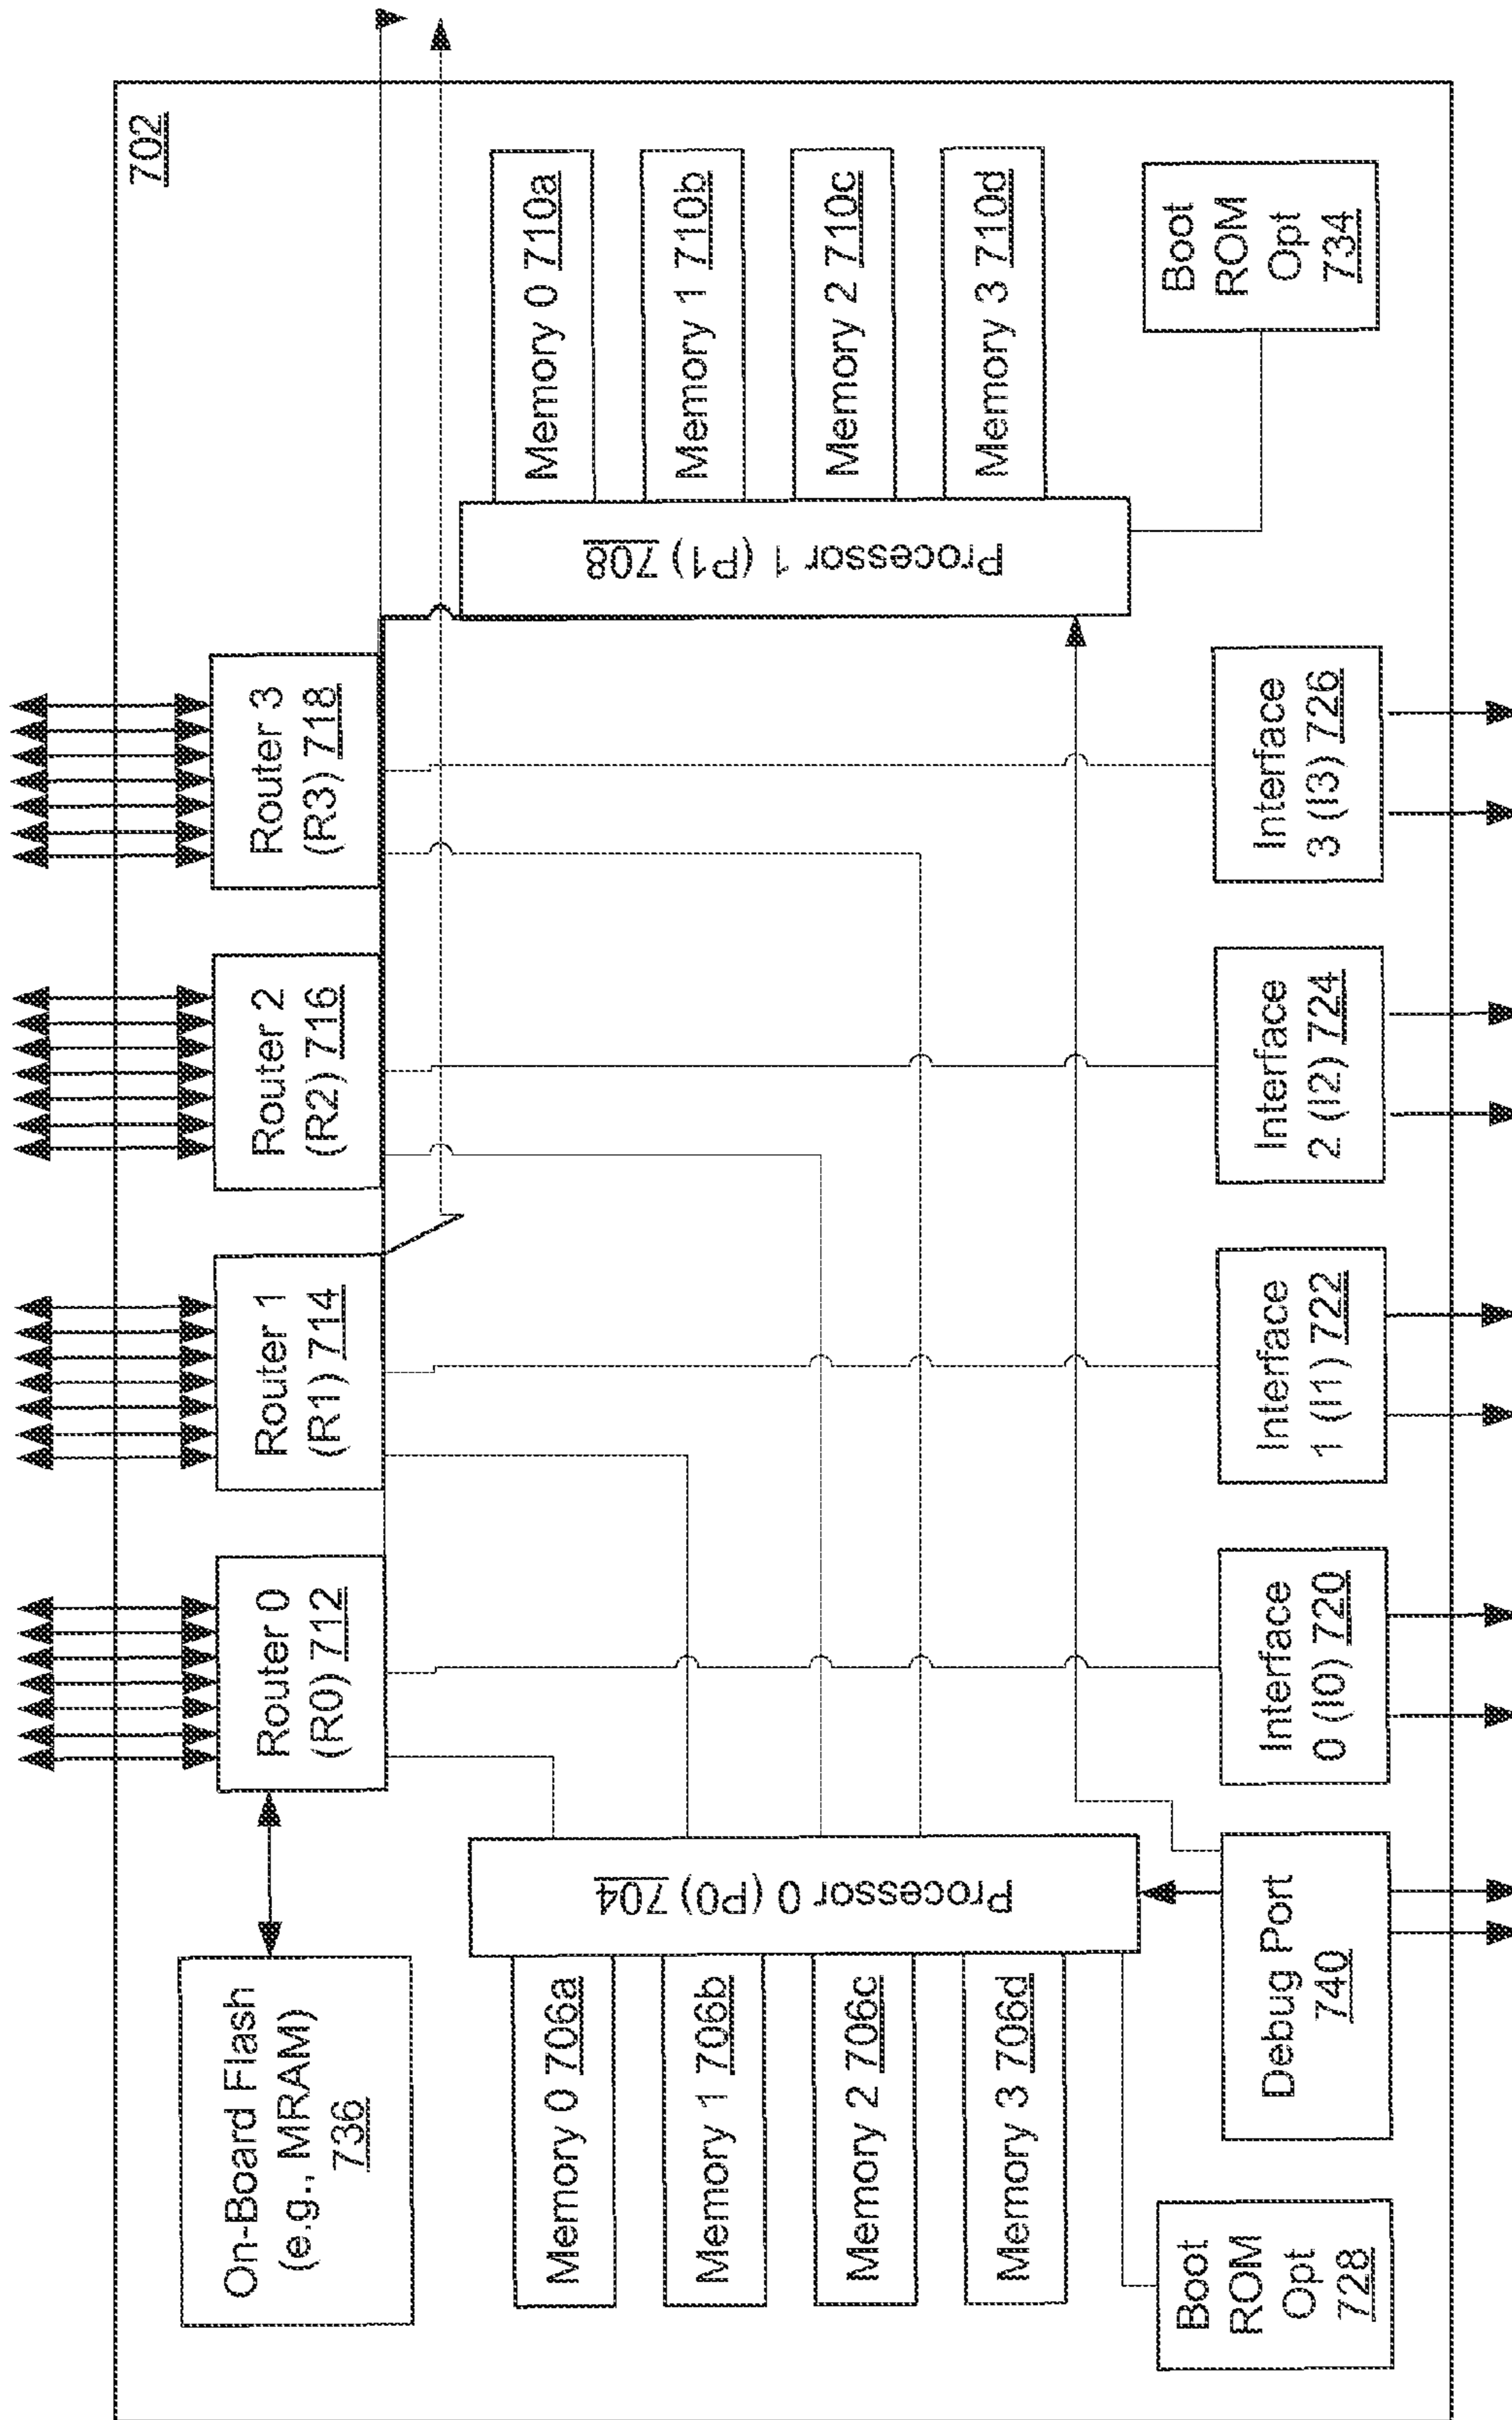 702
On-Board Flash
(e.g., MRAM)
736
Router 0
(R0) 712
Router 1
(R1) 714
Router 2
(R2) 716
Router 3
(R3) 718
Memory 0 706a
Memory 1 706b
Memory 2 706c
Memory 3 706d
Processor 0 (P0) 704
Processor 1 (P1) 708
Memory 0 710a
Memory 1 710b
Memory 2 710c
Memory 3 710d
Boot
ROM
Opt
728
Debug Port
740
Interface
0 (I0) 720
Interface
1 (I1) 722
Interface
2 (I2) 724
Interface
3 (I3) 726
Boot
ROM
Opt
734